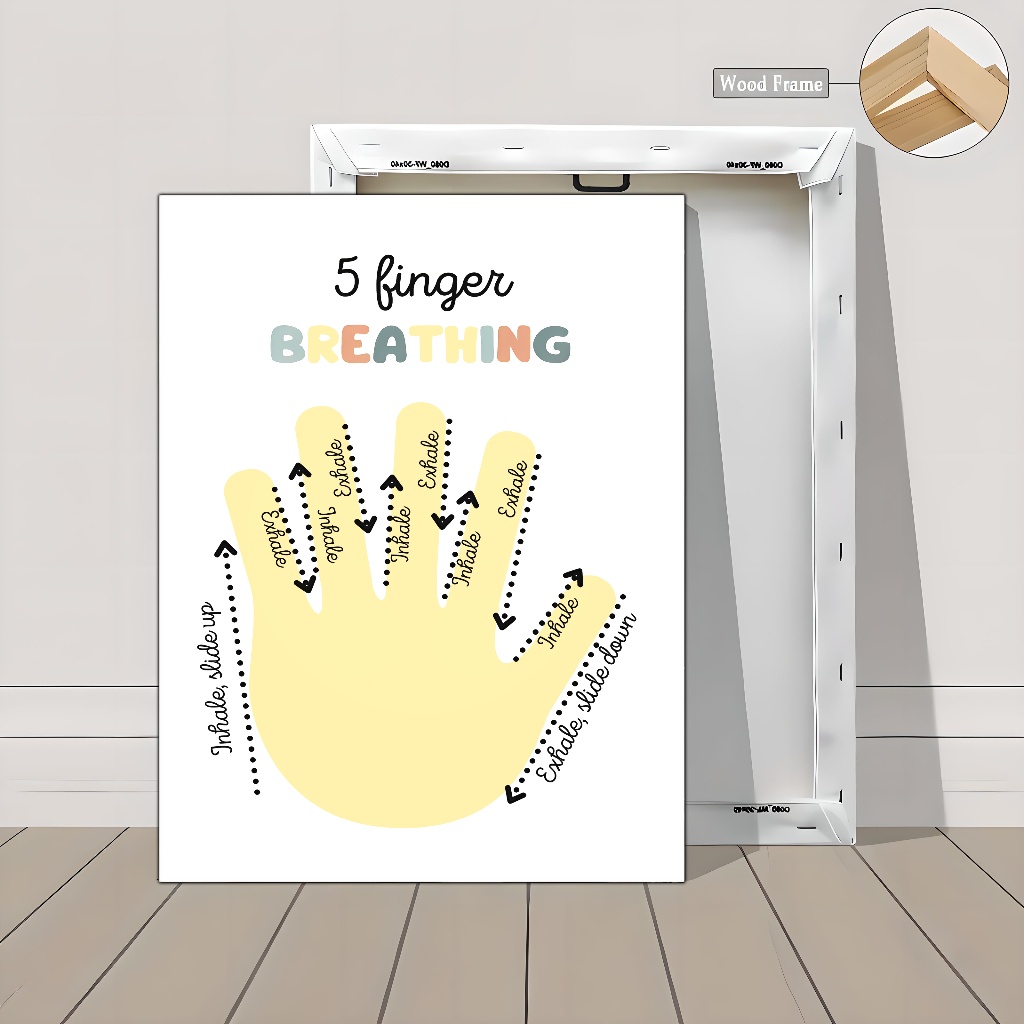 Wood Frame
5 finger
BREATHING
Exhale
Exhale
Exhale
Exhale
Inhale
Inhale
Inhale
Inhale
Inhale, slide up
Exhale, slide down